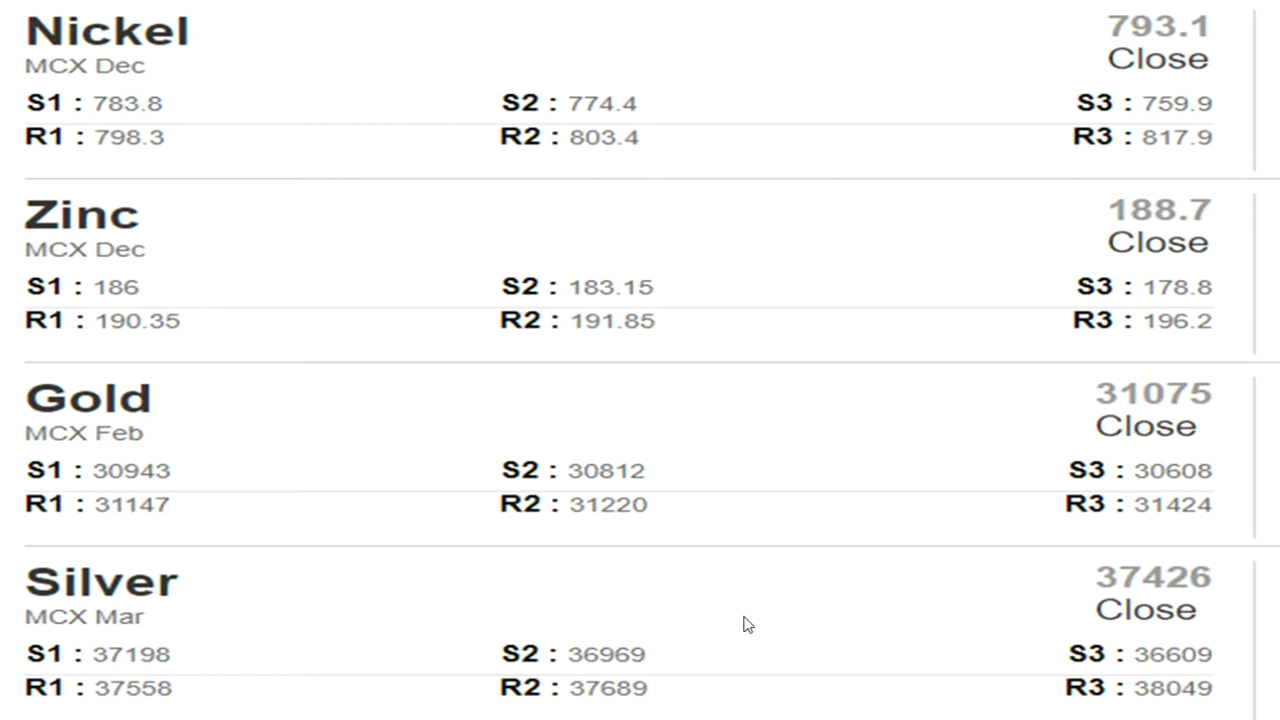 Nickel 793.1
MCX Dec Close
S1 : 783.8 S2 : 774.4 S3 : 759.9
R1 : 798.3 R2 : 803.4 R3 : 817.9
Zinc 188.7
MCX Dec Close
S1 : 186 S2 : 183.15 S3 : 178.8
R1 : 190.35 R2 : 191.85 R3 : 196.2
Gold 31075
MCX Feb Close
S1 : 30943 S2 : 30812 S3 : 30608
R1 : 31147 R2 : 31220 R3 : 31424
Silver 37426
MCX Mar Close
S1 : 37198 S2 : 36969 S3 : 36609
R1 : 37558 R2 : 37689 R3 : 38049